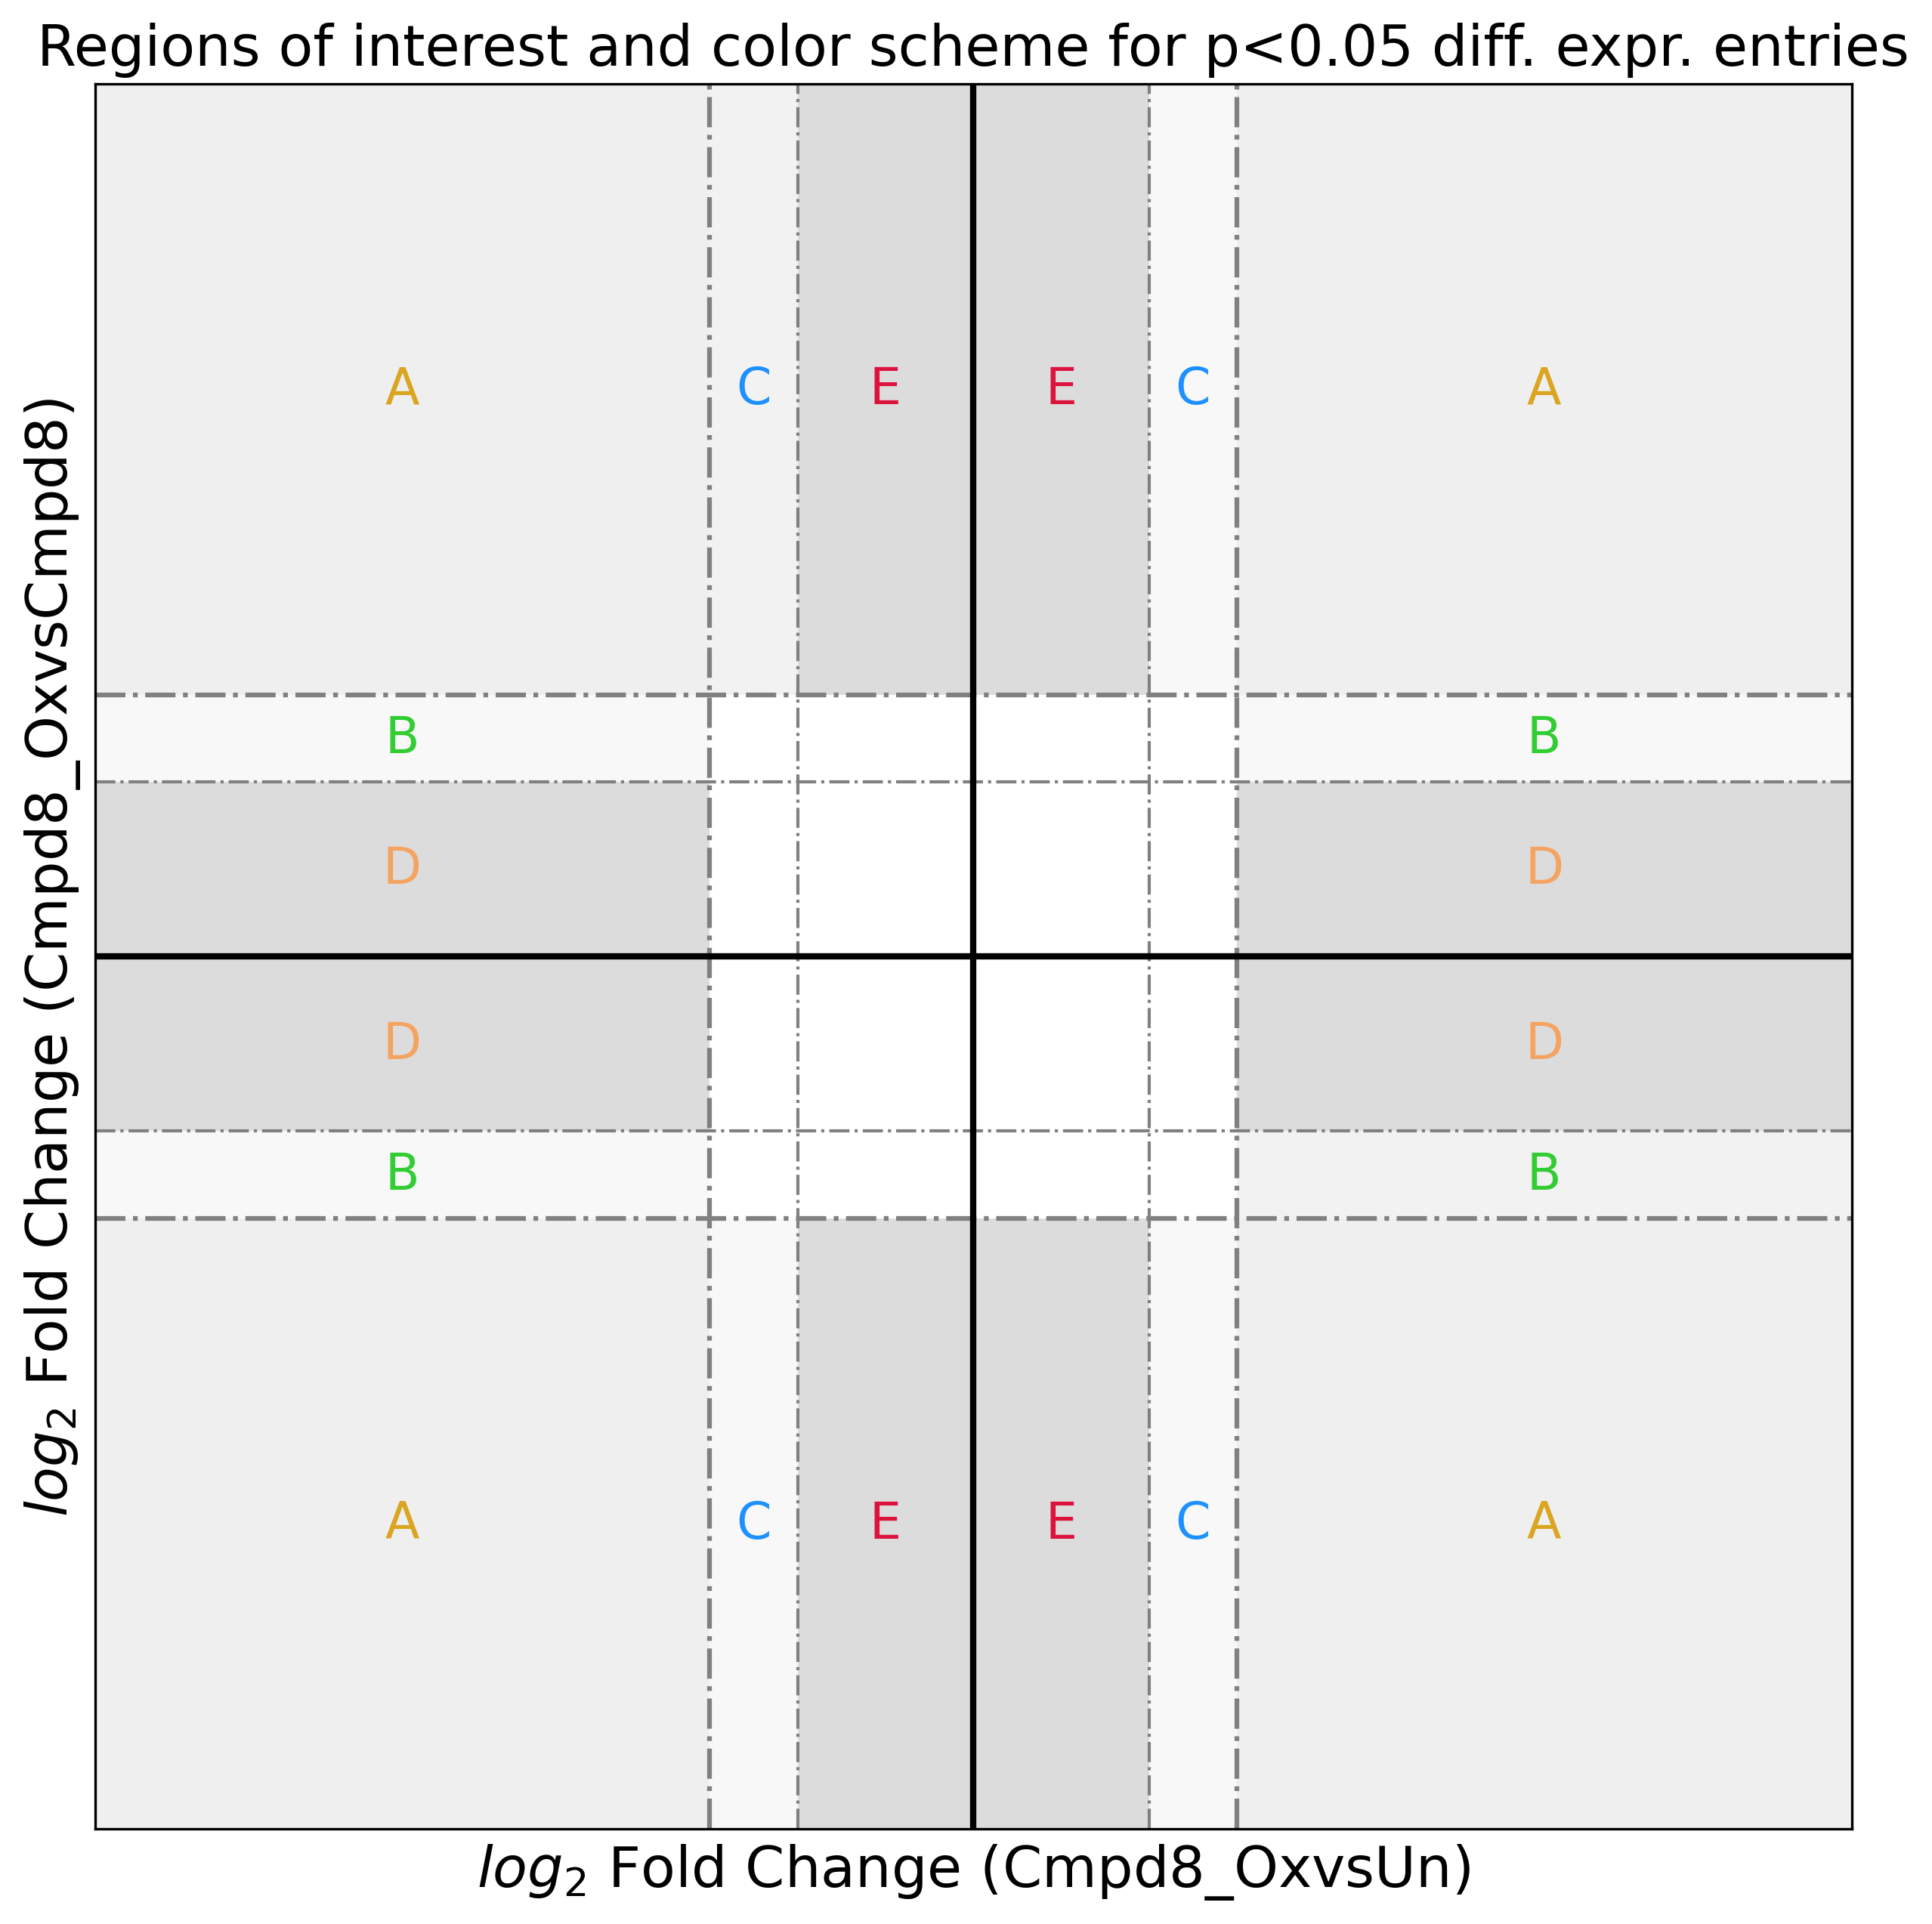 Regions of interest and color scheme for p<0.05 diff. expr. entries
log₂ Fold Change (Cmpd8_OxvsCmpd8)
A C E E C A
B B
D D
D D
B B
A C E E C A
log₂ Fold Change (Cmpd8_OxvsUn)